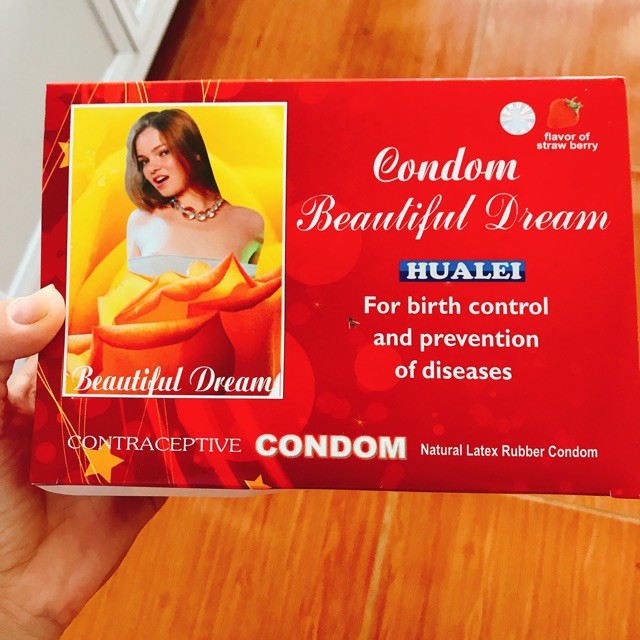 flavor of
straw berry
Condom
Beautiful Dream
HUALEI
For birth control
and prevention
of diseases
Beautiful Dream
CONTRACEPTIVE CONDOM Natural Latex Rubber Condom